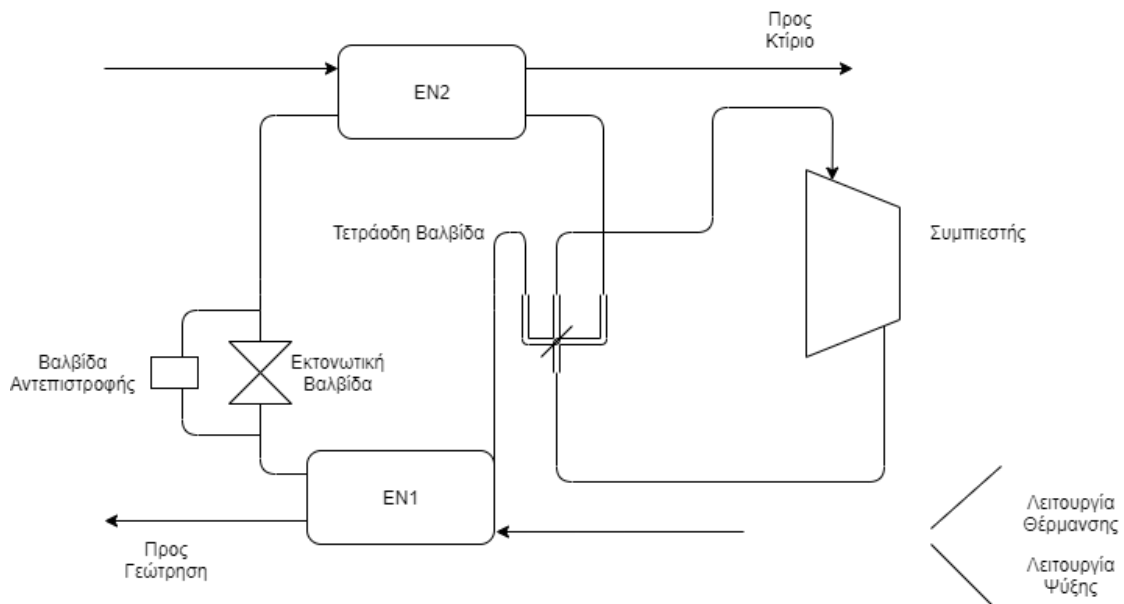 Προς
Κτίριο
EN2
Τετράοδη Βαλβίδα
Συμπιεστής
Βαλβίδα
Αντεπιστροφής
Εκτονωτική
Βαλβίδα
EN1
Προς
Γεώτρηση
Λειτουργία
Θέρμανσης
Λειτουργία
Ψύξης